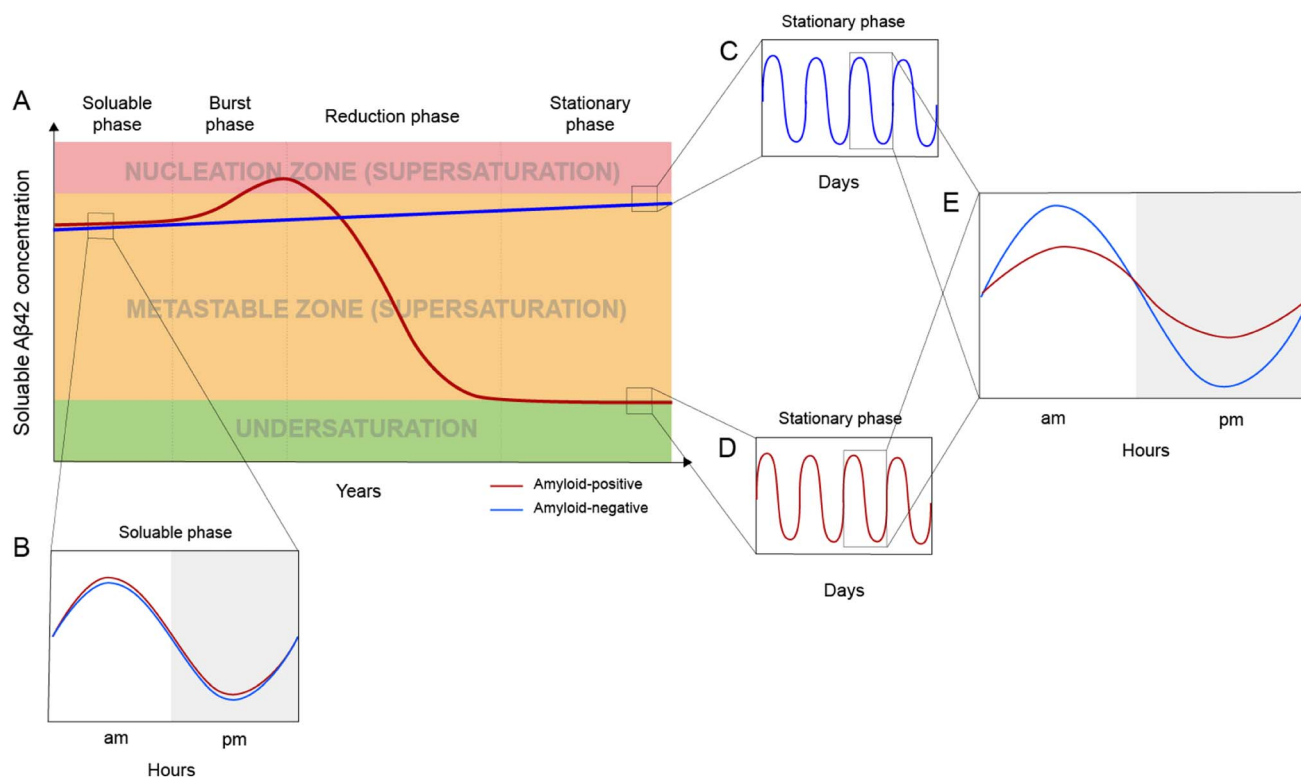 A
Soluable
phase
Burst
phase
Reduction phase
Stationary
phase
Soluable Aβ42 concentration
NUCLEATION ZONE (SUPERSATURATION)
METASTABLE ZONE (SUPERSATURATION)
UNDERSATURATION
Years
Amyloid-positive
Amyloid-negative
B
Soluable phase
am
pm
Hours
C
Stationary phase
Days
D
Stationary phase
Days
E
am
pm
Hours